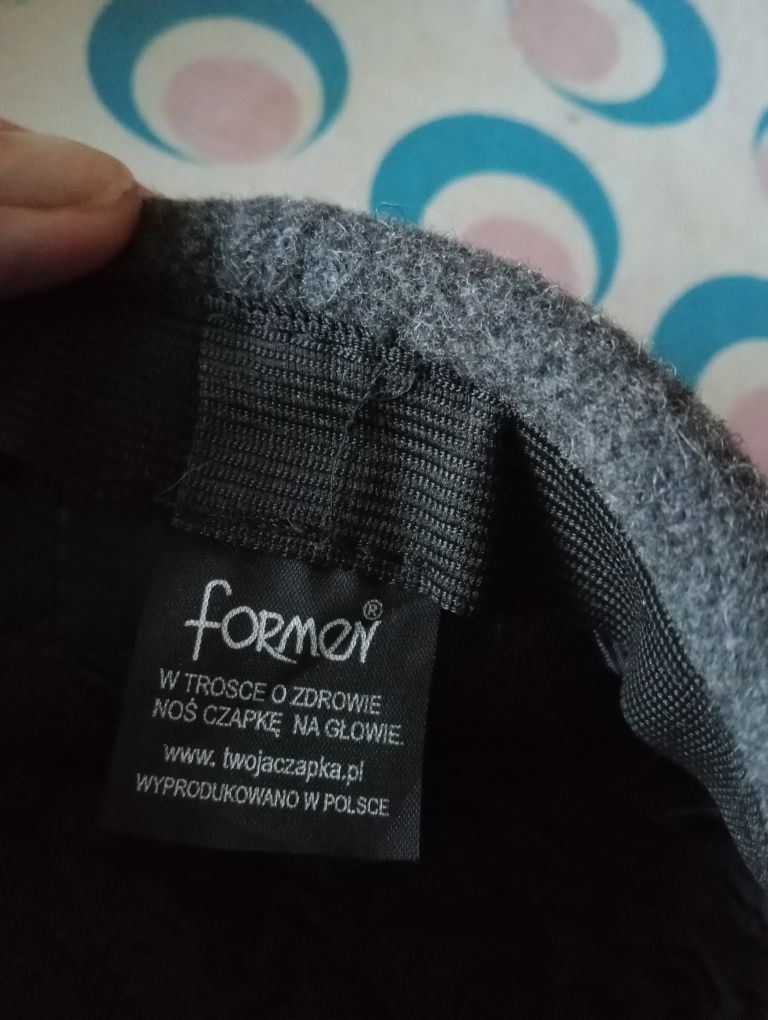 formen®
W TROSCE O ZDROWIE
NOŚ CZAPKĘ NA GŁOWIE.
www. twojaczapka.pl
WYPRODUKOWANO W POLSCE